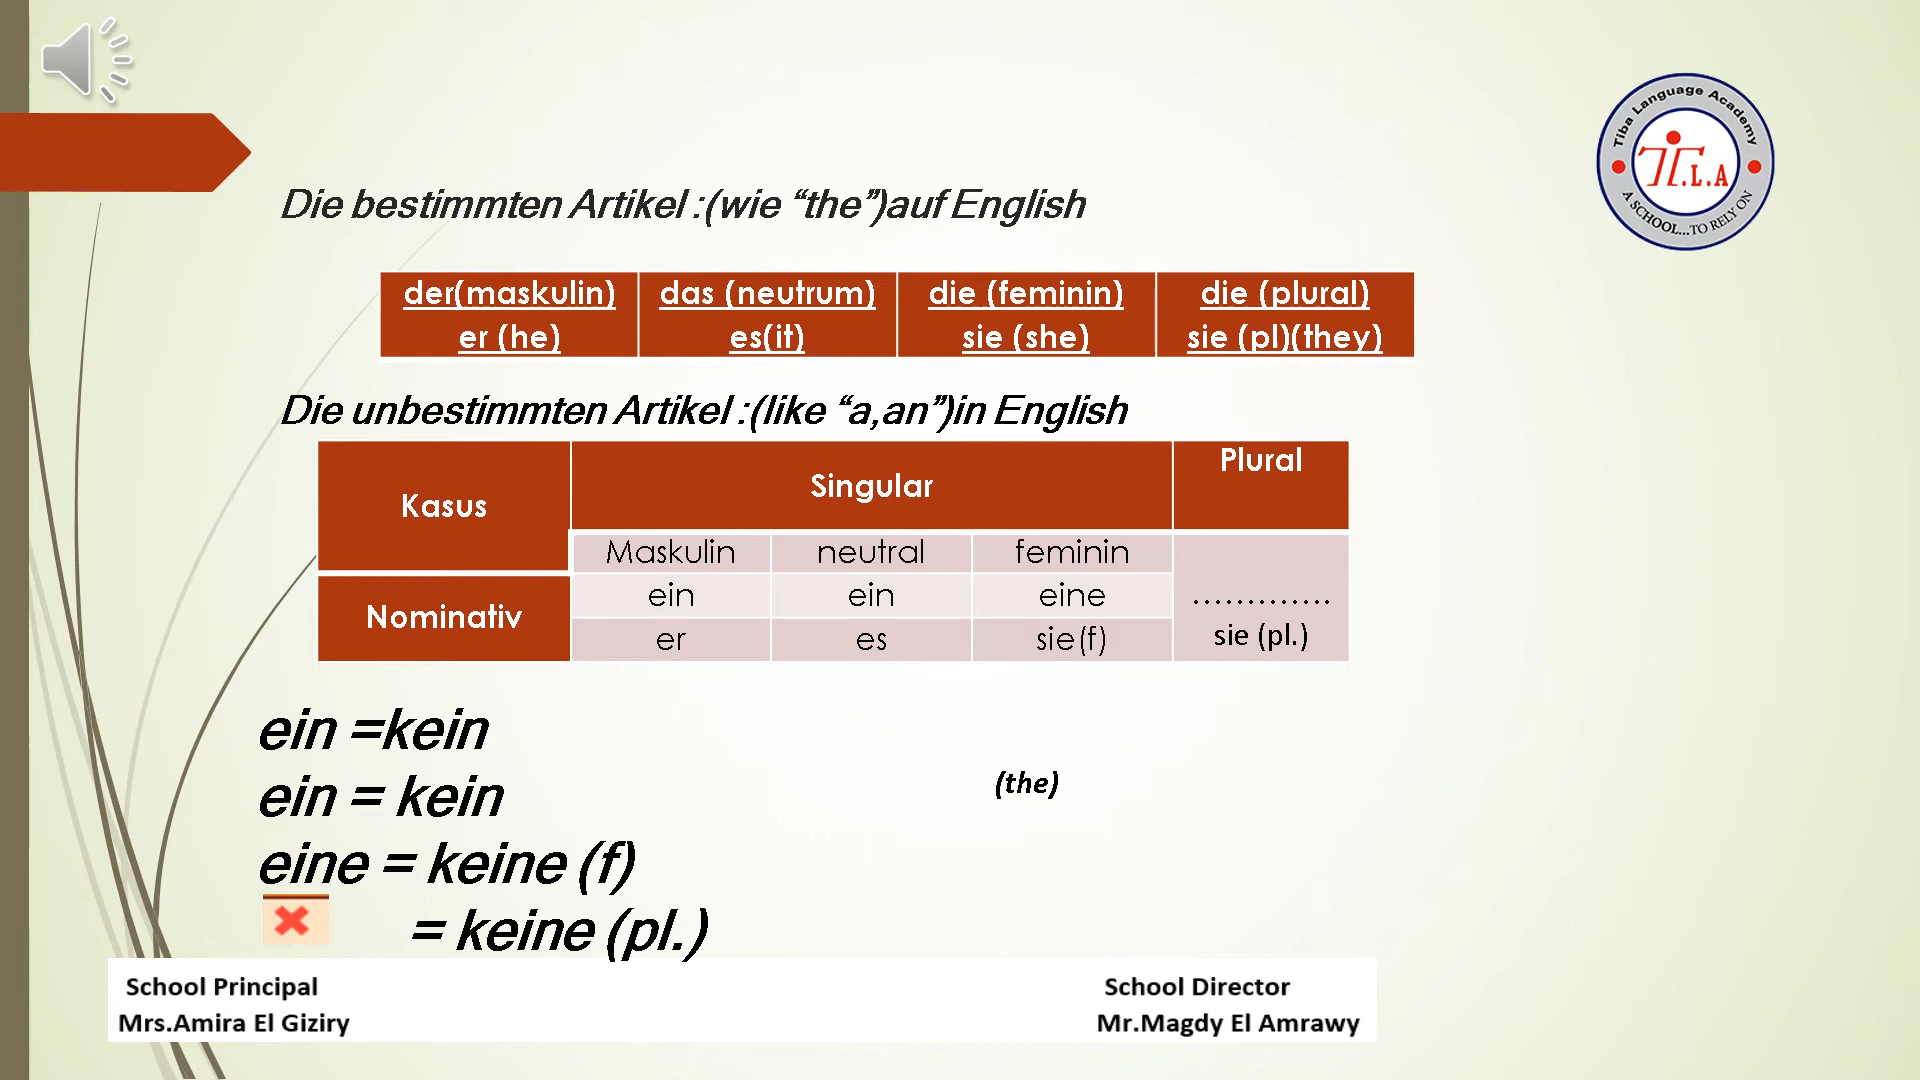 Tiba Language Academy
T.L.A
A SCHOOL...TO RELY ON
Die bestimmten Artikel :(wie “the”)auf English
der(maskulin) das (neutrum) die (feminin) die (plural)
er (he) es(it) sie (she) sie (pl)(they)
Die unbestimmten Artikel :(like “a,an”)in English
Kasus Singular Plural
Maskulin neutral feminin
Nominativ ein ein eine .............
er es sie(f) sie (pl.)
ein =kein
ein = kein
(the)
eine = keine (f)
= keine (pl.)
School Principal School Director
Mrs.Amira El Giziry Mr.Magdy El Amrawy